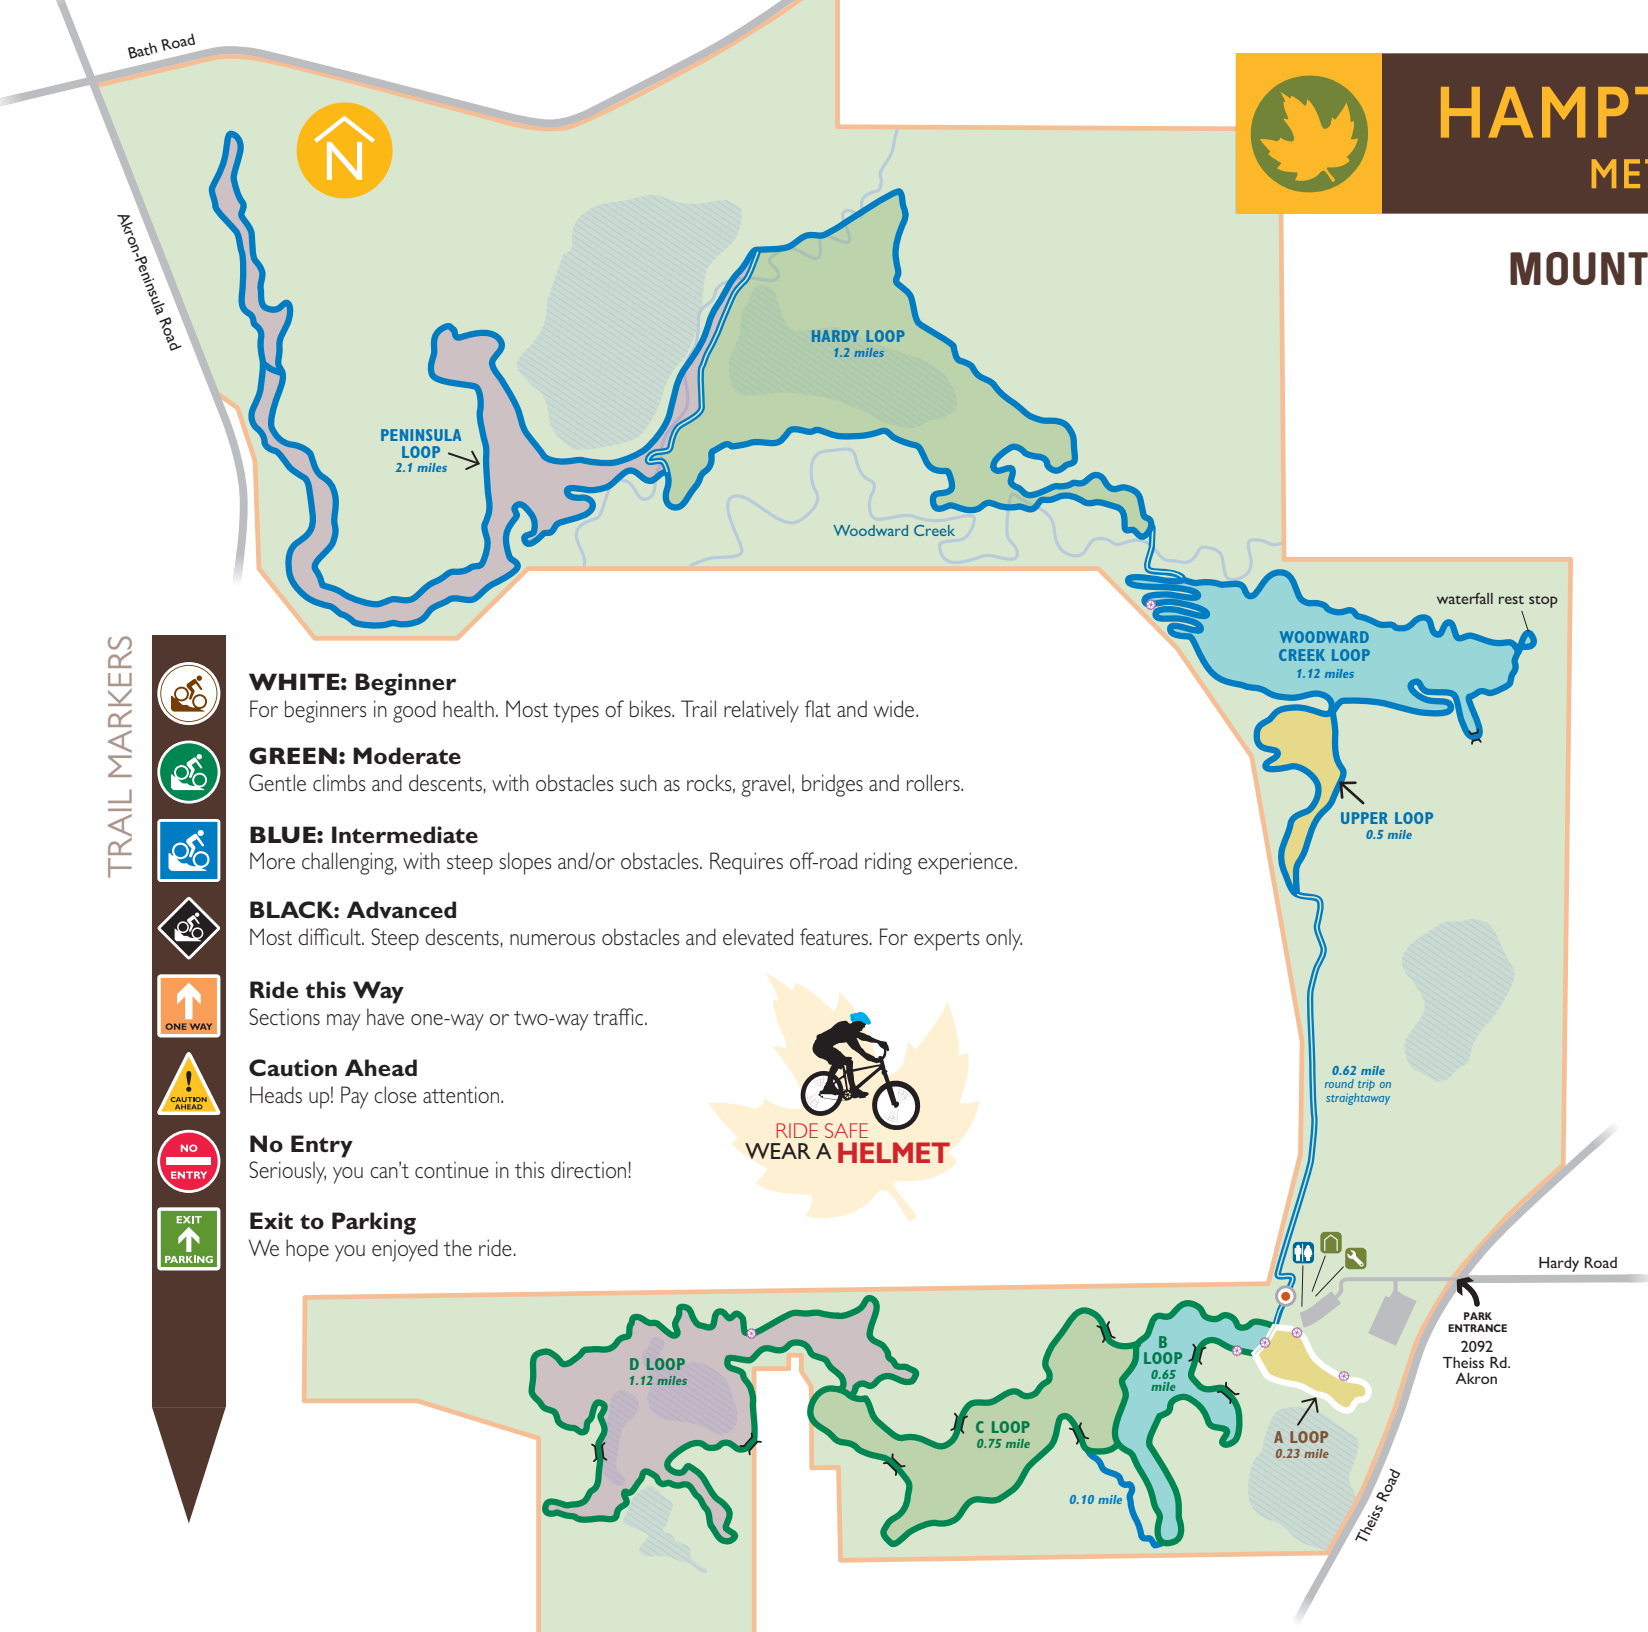 Bath Road
N
HAMPT
MET
MOUNT
Akron-Peninsula Road
HARDY LOOP
1.2 miles
PENINSULA
LOOP
2.1 miles
Woodward Creek
waterfall rest stop
WOODWARD
CREEK LOOP
1.12 miles
UPPER LOOP
0.5 mile
TRAIL MARKERS
WHITE: Beginner
For beginners in good health. Most types of bikes. Trail relatively flat and wide.
GREEN: Moderate
Gentle climbs and descents, with obstacles such as rocks, gravel, bridges and rollers.
BLUE: Intermediate
More challenging, with steep slopes and/or obstacles. Requires off-road riding experience.
BLACK: Advanced
Most difficult. Steep descents, numerous obstacles and elevated features. For experts only.
ONE WAY
Ride this Way
Sections may have one-way or two-way traffic.
!
CAUTION
AHEAD
Caution Ahead
Heads up! Pay close attention.
NO
ENTRY
No Entry
Seriously, you can't continue in this direction!
EXIT
PARKING
Exit to Parking
We hope you enjoyed the ride.
RIDE SAFE
WEAR A HELMET
0.62 mile
round trip on
straightaway
Hardy Road
PARK
ENTRANCE
2092
Theiss Rd.
Akron
D LOOP
1.12 miles
B
LOOP
0.65
mile
C LOOP
0.75 mile
A LOOP
0.23 mile
0.10 mile
Theiss Road